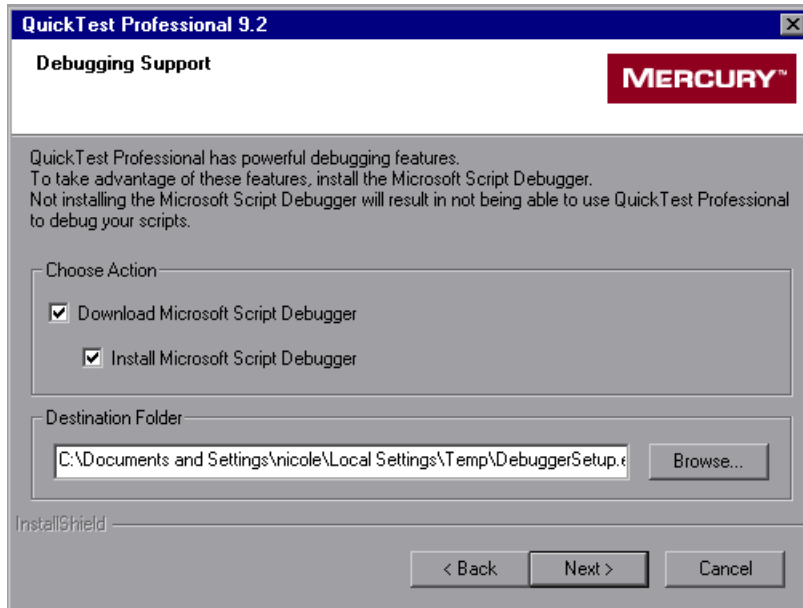 QuickTest Professional 9.2
Debugging Support
MERCURY™
QuickTest Professional has powerful debugging features.
To take advantage of these features, install the Microsoft Script Debugger.
Not installing the Microsoft Script Debugger will result in not being able to use QuickTest Professional
to debug your scripts.
Choose Action
Download Microsoft Script Debugger
Install Microsoft Script Debugger
Destination Folder
C:\Documents and Settings\nicole\Local Settings\Temp\DebuggerSetup.e
Browse...
InstallShield
< Back
Next >
Cancel